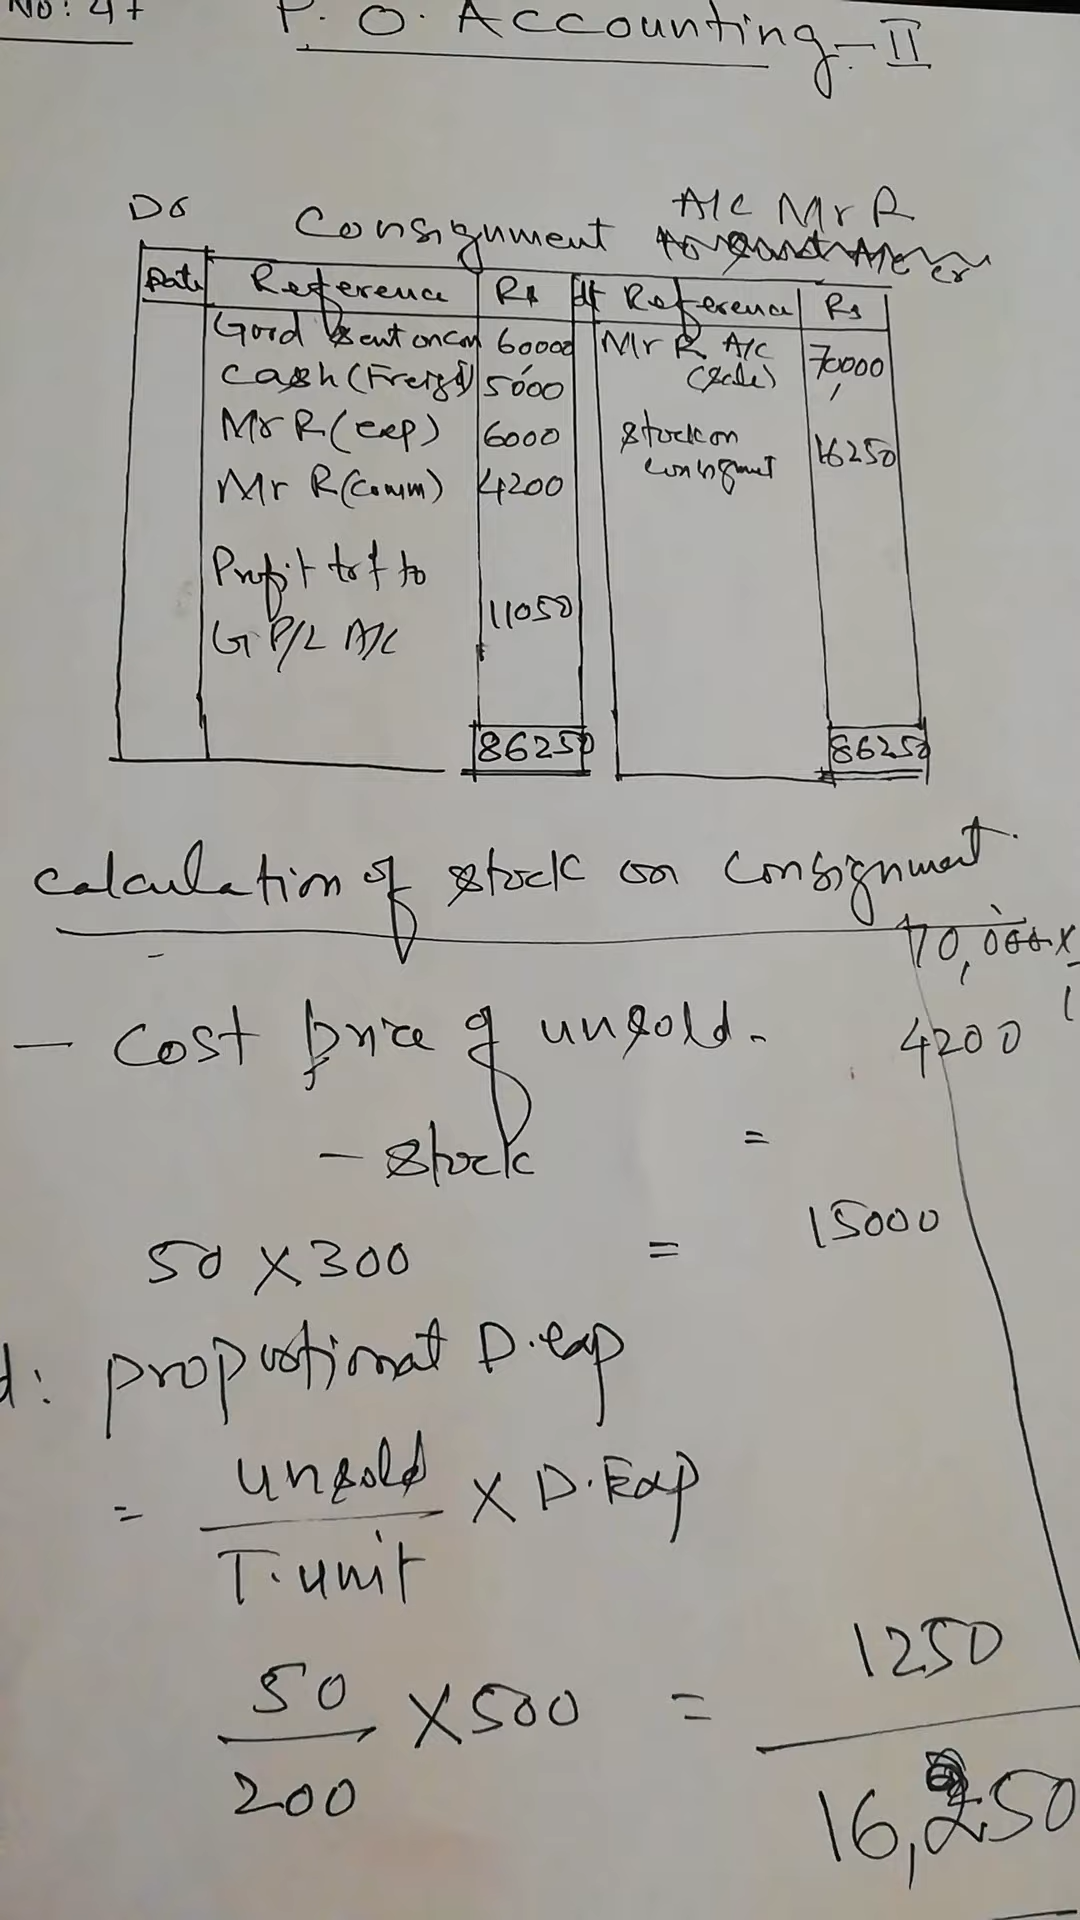 No: 47
P. O. Accounting - II
Dr Consignment A/C Mr R
cr
Date Reference Rs Reference Rs
Good sent on con 60000 Mr R A/C (sale) 70000
Cash (Freight) 5000
Mr R (exp) 6000 stock on consignmet 16250
Mr R (Comm) 4200
Profit trf to
G P/L A/C 11050
86250 86250
calculation of stock on consignment
70,000 x
4200
- Cost price of unsold -
- stock =
50 X 300 = 15000
d: proportionat D. exp
= unsold / T. unit X D. Exp
50 / 200 X 500 = 1250
16,250